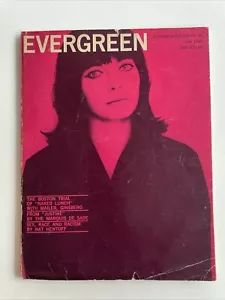 EVERGREEN
THE BOSTON TRIAL
OF "NAKED LUNCH"
WITH MAILER, GINSBERG
FROM "JUSTINE"
BY THE MARQUIS DE SADE
SEX, RACE AND RACISM
BY NAT HENTOFF